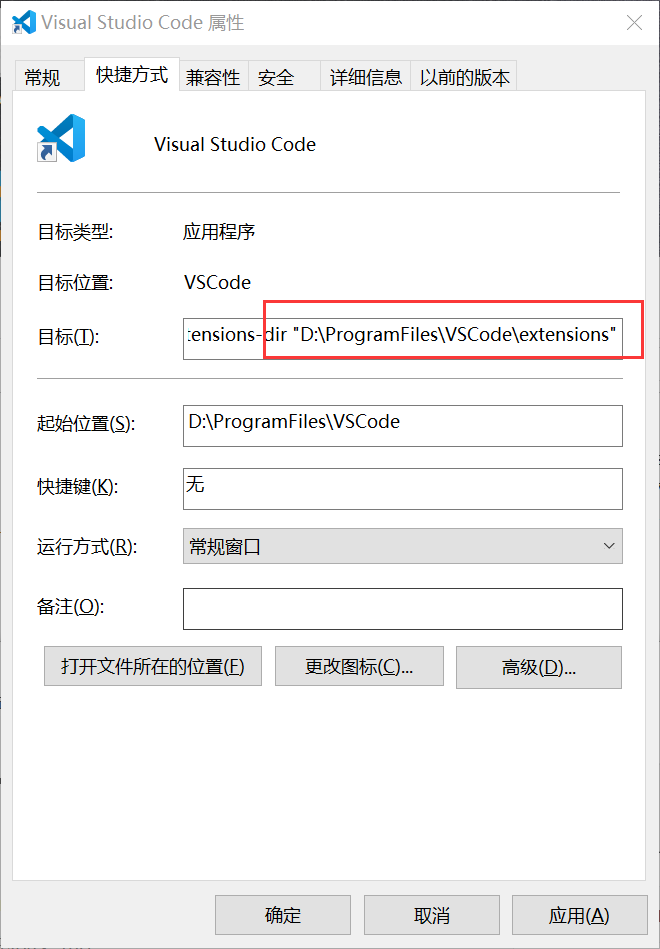 Visual Studio Code 属性
常规 快捷方式 兼容性 安全 详细信息 以前的版本
Visual Studio Code
目标类型: 应用程序
目标位置: VSCode
目标(T): tensions-dir "D:\ProgramFiles\VSCode\extensions"
起始位置(S): D:\ProgramFiles\VSCode
快捷键(K): 无
运行方式(R): 常规窗口
备注(O):
打开文件所在的位置(F) 更改图标(C)... 高级(D)...
确定 取消 应用(A)